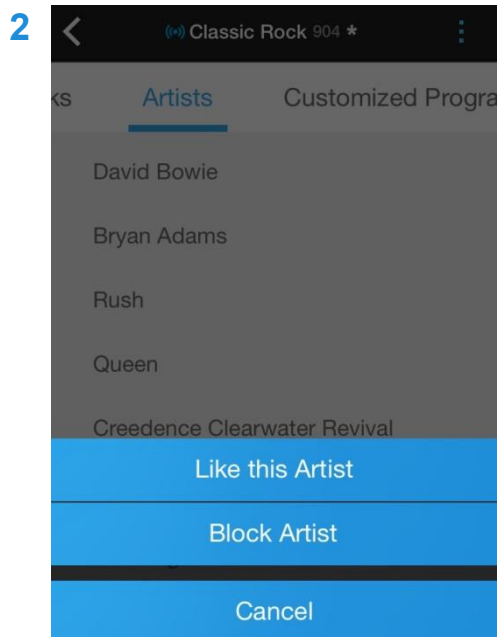 2
Classic Rock 904 *
ks Artists Customized Progra
David Bowie
Bryan Adams
Rush
Queen
Creedence Clearwater Revival
Like this Artist
Block Artist
Cancel